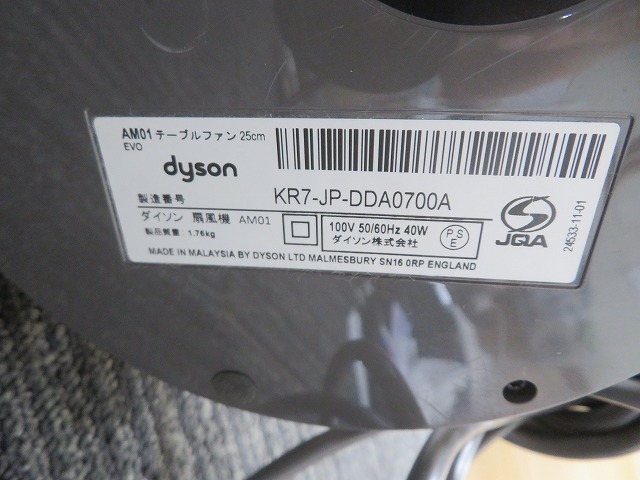 AM01 テーブルファン 25cm
EVO
dyson
製造番号 KR7-JP-DDA0700A
ダイソン 扇風機 AM01
製品質量：1.76kg
100V 50/60Hz 40W
ダイソン株式会社
PS
E
JQA
24533-11-01
MADE IN MALAYSIA BY DYSON LTD MALMESBURY SN16 0RP ENGLAND